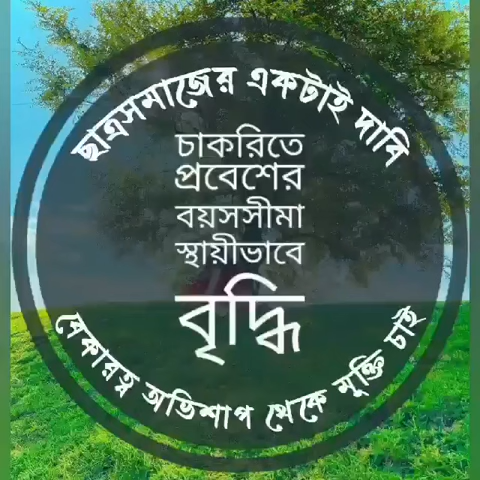 ছাত্রসমাজের একটাই দাবি
চাকরিতে
প্রবেশের
বয়সসীমা
স্থায়ীভাবে
বৃদ্ধি
বেকারত্ব অভিশাপ থেকে মুক্তি চাই